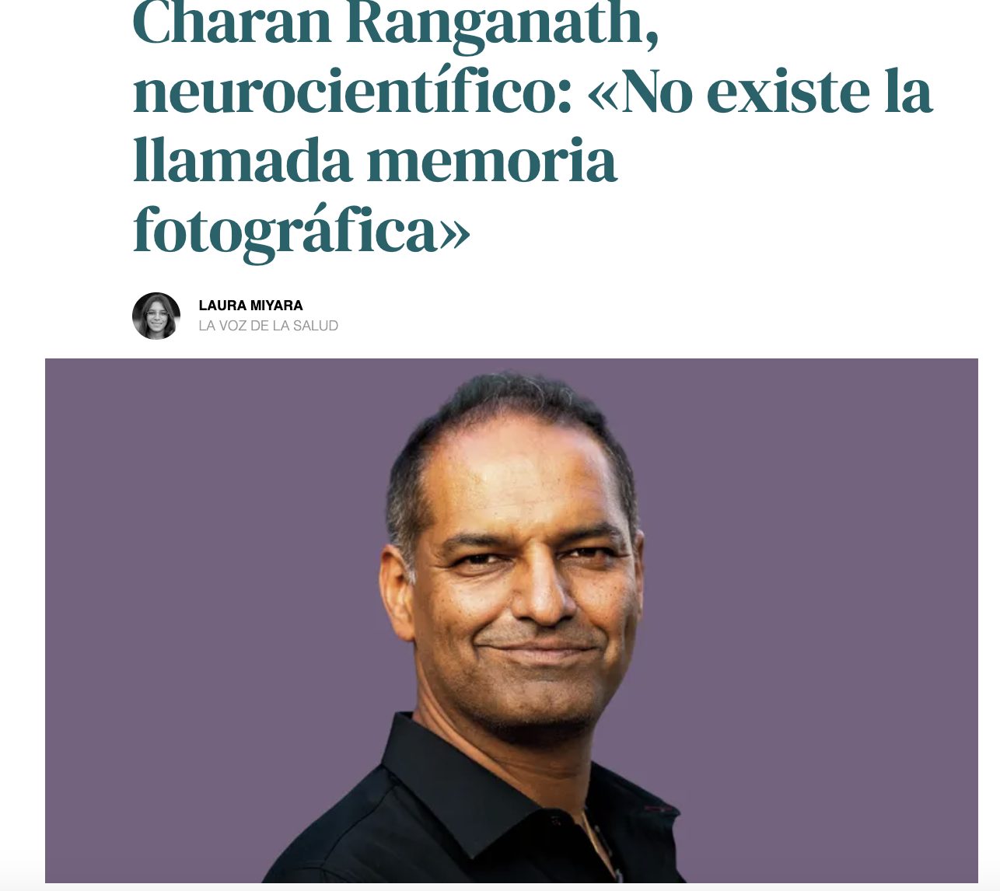 Charan Ranganath,
neurocientífico: «No existe la
llamada memoria
fotográfica»
LAURA MIYARA
LA VOZ DE LA SALUD